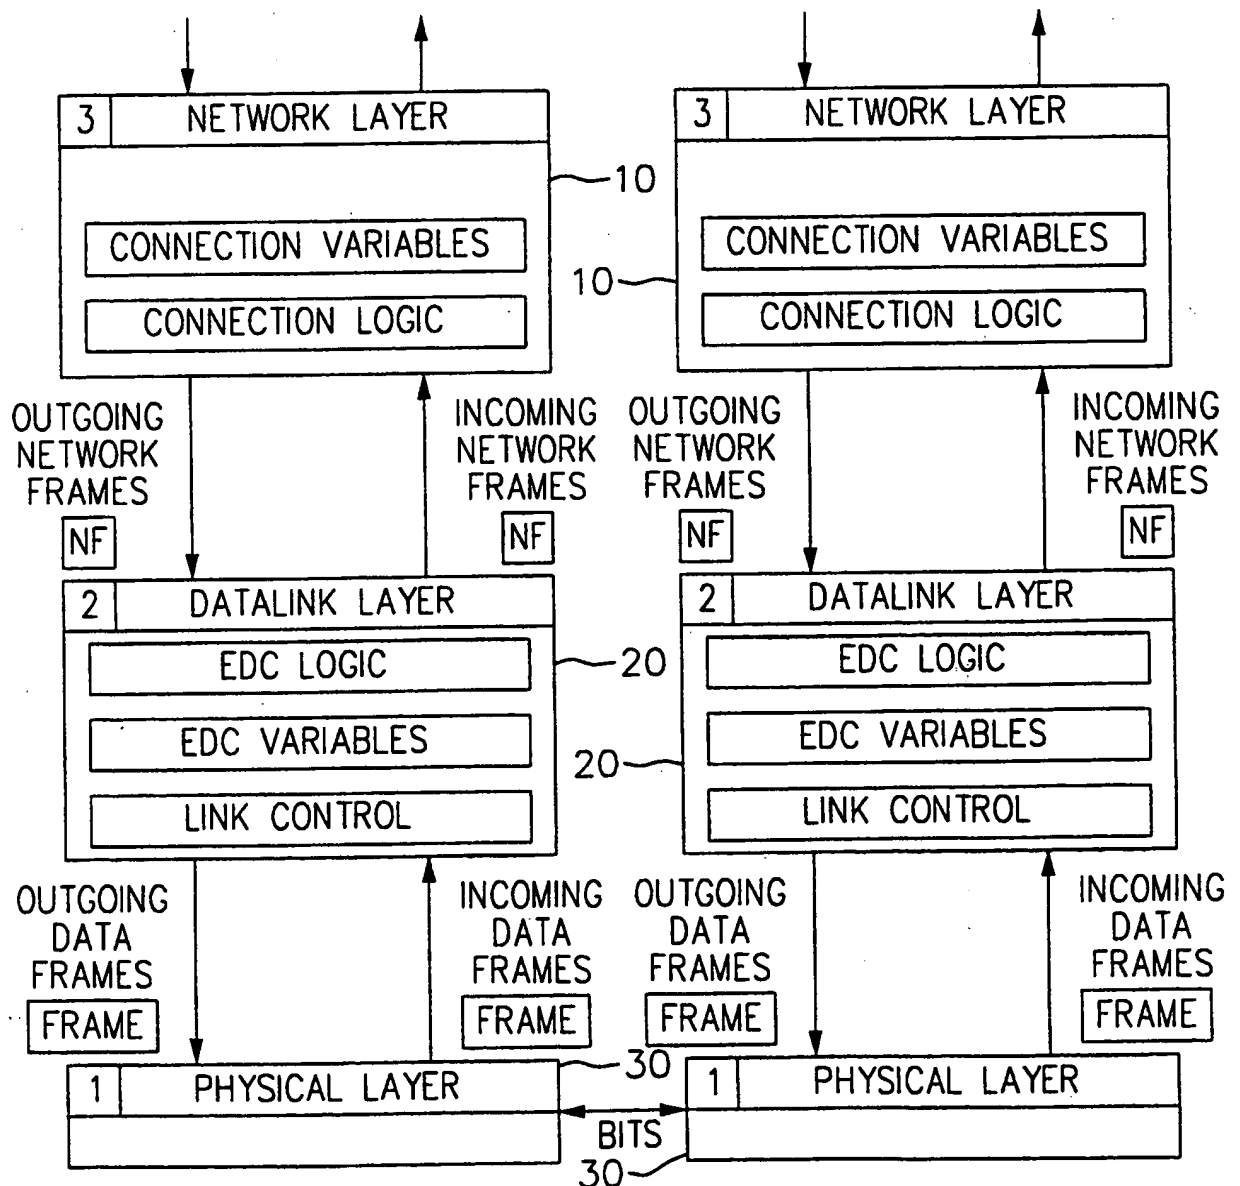 3 NETWORK LAYER
CONNECTION VARIABLES
CONNECTION LOGIC
10
3 NETWORK LAYER
CONNECTION VARIABLES
CONNECTION LOGIC
10
OUTGOING
NETWORK
FRAMES
NF
INCOMING
NETWORK
FRAMES
NF
OUTGOING
NETWORK
FRAMES
NF
INCOMING
NETWORK
FRAMES
NF
2 DATALINK LAYER
EDC LOGIC
EDC VARIABLES
LINK CONTROL
20
2 DATALINK LAYER
EDC LOGIC
EDC VARIABLES
LINK CONTROL
20
OUTGOING
DATA
FRAMES
FRAME
INCOMING
DATA
FRAMES
FRAME
OUTGOING
DATA
FRAMES
FRAME
INCOMING
DATA
FRAMES
FRAME
1 PHYSICAL LAYER
30
BITS
1 PHYSICAL LAYER
30